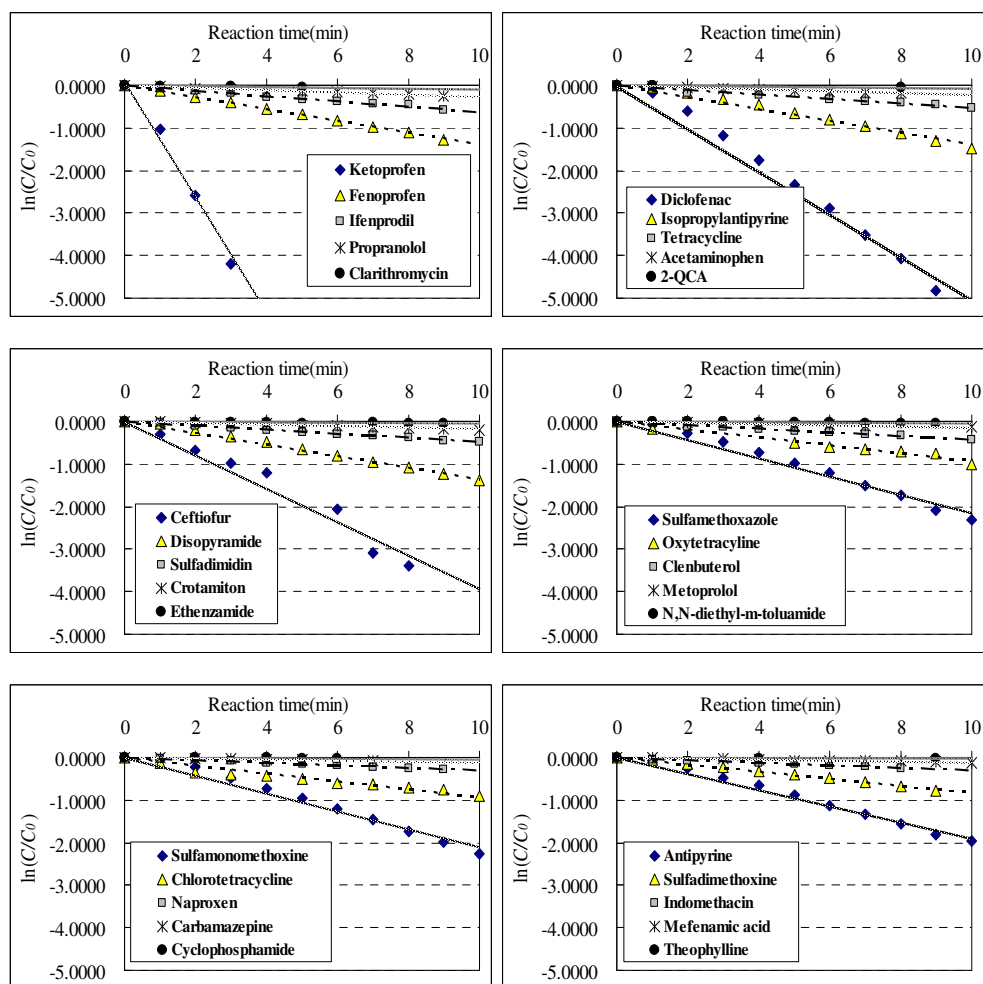 Reaction time(min)
0 2 4 6 8 10
0.0000
-1.0000
-2.0000
-3.0000
-4.0000
-5.0000
ln(C/C0)
Ketoprofen
Fenoprofen
Ifenprodil
Propranolol
Clarithromycin
Reaction time(min)
0 2 4 6 8 10
0.0000
-1.0000
-2.0000
-3.0000
-4.0000
-5.0000
ln(C/C0)
Diclofenac
Isopropylantipyrine
Tetracycline
Acetaminophen
2-QCA
Reaction time(min)
0 2 4 6 8 10
0.0000
-1.0000
-2.0000
-3.0000
-4.0000
-5.0000
ln(C/C0)
Ceftiofur
Disopyramide
Sulfadimidin
Crotamiton
Ethenzamide
Reaction time(min)
0 2 4 6 8 10
0.0000
-1.0000
-2.0000
-3.0000
-4.0000
-5.0000
ln(C/C0)
Sulfamethoxazole
Oxytetracyline
Clenbuterol
Metoprolol
N,N-diethyl-m-toluamide
Reaction time(min)
0 2 4 6 8 10
0.0000
-1.0000
-2.0000
-3.0000
-4.0000
-5.0000
ln(C/C0)
Sulfamonomethoxine
Chlorotetracycline
Naproxen
Carbamazepine
Cyclophosphamide
Reaction time(min)
0 2 4 6 8 10
0.0000
-1.0000
-2.0000
-3.0000
-4.0000
-5.0000
ln(C/C0)
Antipyrine
Sulfadimethoxine
Indomethacin
Mefenamic acid
Theophylline